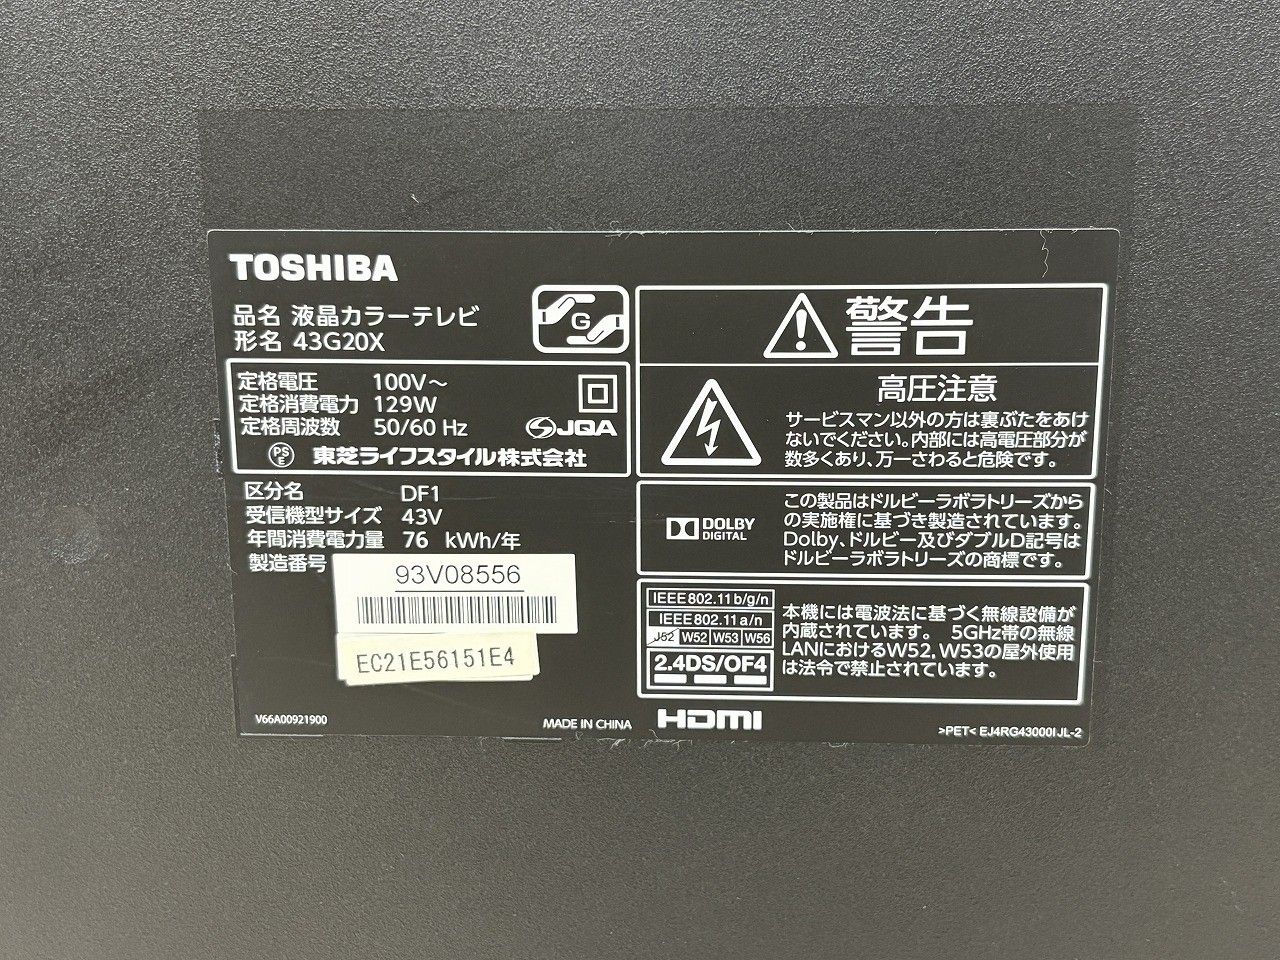 TOSHIBA
品名 液晶カラーテレビ
形名 43G20X
G
定格電圧 100V～
定格消費電力 129W
定格周波数 50/60 Hz
JQA
PSE 東芝ライフスタイル株式会社
区分名 DF1
受信機型サイズ 43V
年間消費電力量 76 kWh/年
製造番号
93V08556
EC21E56151E4
V66A00921900
MADE IN CHINA
警告
高圧注意
サービスマン以外の方は裏ぶたをあけ
ないでください。内部には高電圧部分が
数多くあり、万一さわると危険です。
DOLBY
DIGITAL
この製品はドルビーラボラトリーズから
の実施権に基づき製造されています。
Dolby、ドルビー及びダブルD記号は
ドルビーラボラトリーズの商標です。
IEEE802.11b/g/n
IEEE802.11a/n
J52 W52 W53 W56
2.4DS/OF4
本機には電波法に基づく無線設備が
内蔵されています。 5GHz帯の無線
LANにおけるW52, W53の屋外使用
は法令で禁止されています。
HDMI
>PET< EJ4RG43000IJL-2